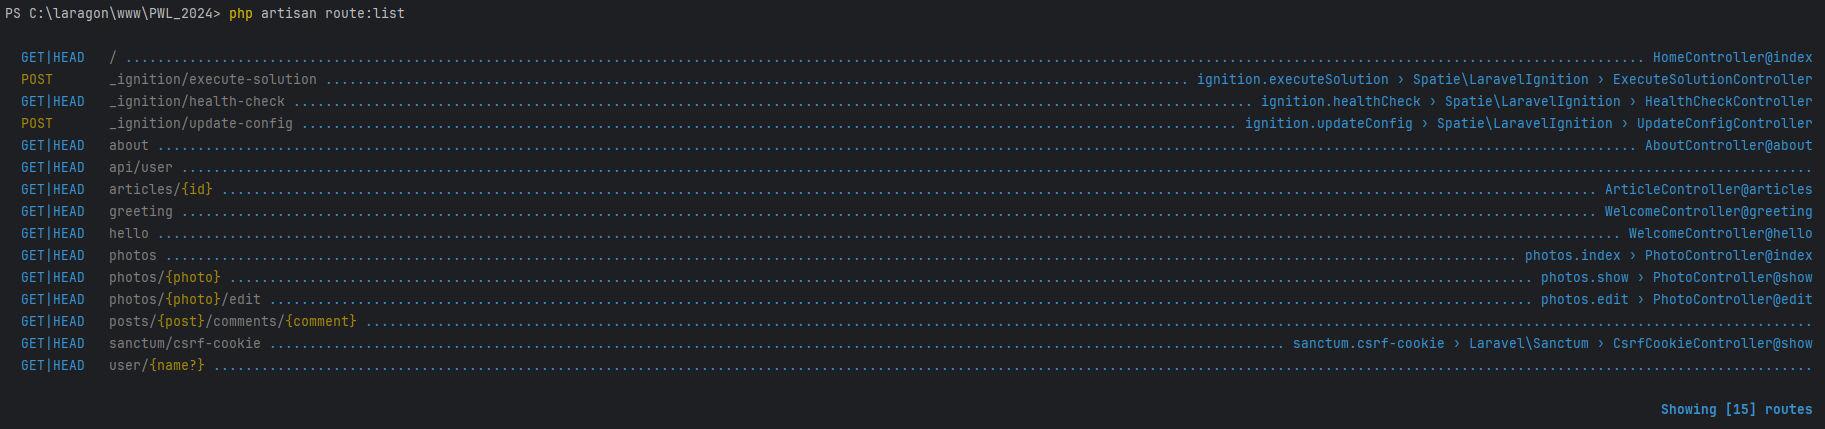 PS C:\laragon\www\PWL_2024> php artisan route:list
GET|HEAD / ........ HomeController@index
POST _ignition/execute-solution ........ ignition.executeSolution › Spatie\LaravelIgnition › ExecuteSolutionController
GET|HEAD _ignition/health-check ........ ignition.healthCheck › Spatie\LaravelIgnition › HealthCheckController
POST _ignition/update-config ........ ignition.updateConfig › Spatie\LaravelIgnition › UpdateConfigController
GET|HEAD about ........ AboutController@about
GET|HEAD api/user ........
GET|HEAD articles/{id} ........ ArticleController@articles
GET|HEAD greeting ........ WelcomeController@greeting
GET|HEAD hello ........ WelcomeController@hello
GET|HEAD photos ........ photos.index › PhotoController@index
GET|HEAD photos/{photo} ........ photos.show › PhotoController@show
GET|HEAD photos/{photo}/edit ........ photos.edit › PhotoController@edit
GET|HEAD posts/{post}/comments/{comment} ........
GET|HEAD sanctum/csrf-cookie ........ sanctum.csrf-cookie › Laravel\Sanctum › CsrfCookieController@show
GET|HEAD user/{name?} ........
Showing [15] routes